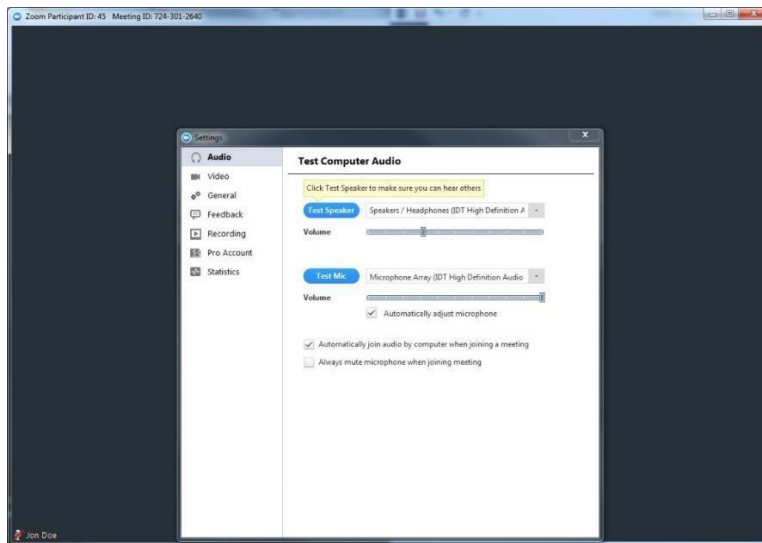 Zoom Participant ID: 45 Meeting ID: 724-301-2640
Settings
Audio
Video
General
Feedback
Recording
Pro Account
Statistics
Test Computer Audio
Click Test Speaker to make sure you can hear others
Test Speaker Speakers / Headphones (IDT High Definition A
Volume
Test Mic Microphone Array (IDT High Definition Audio
Volume
Automatically adjust microphone
Automatically join audio by computer when joining a meeting
Always mute microphone when joining meeting
Jon Doe